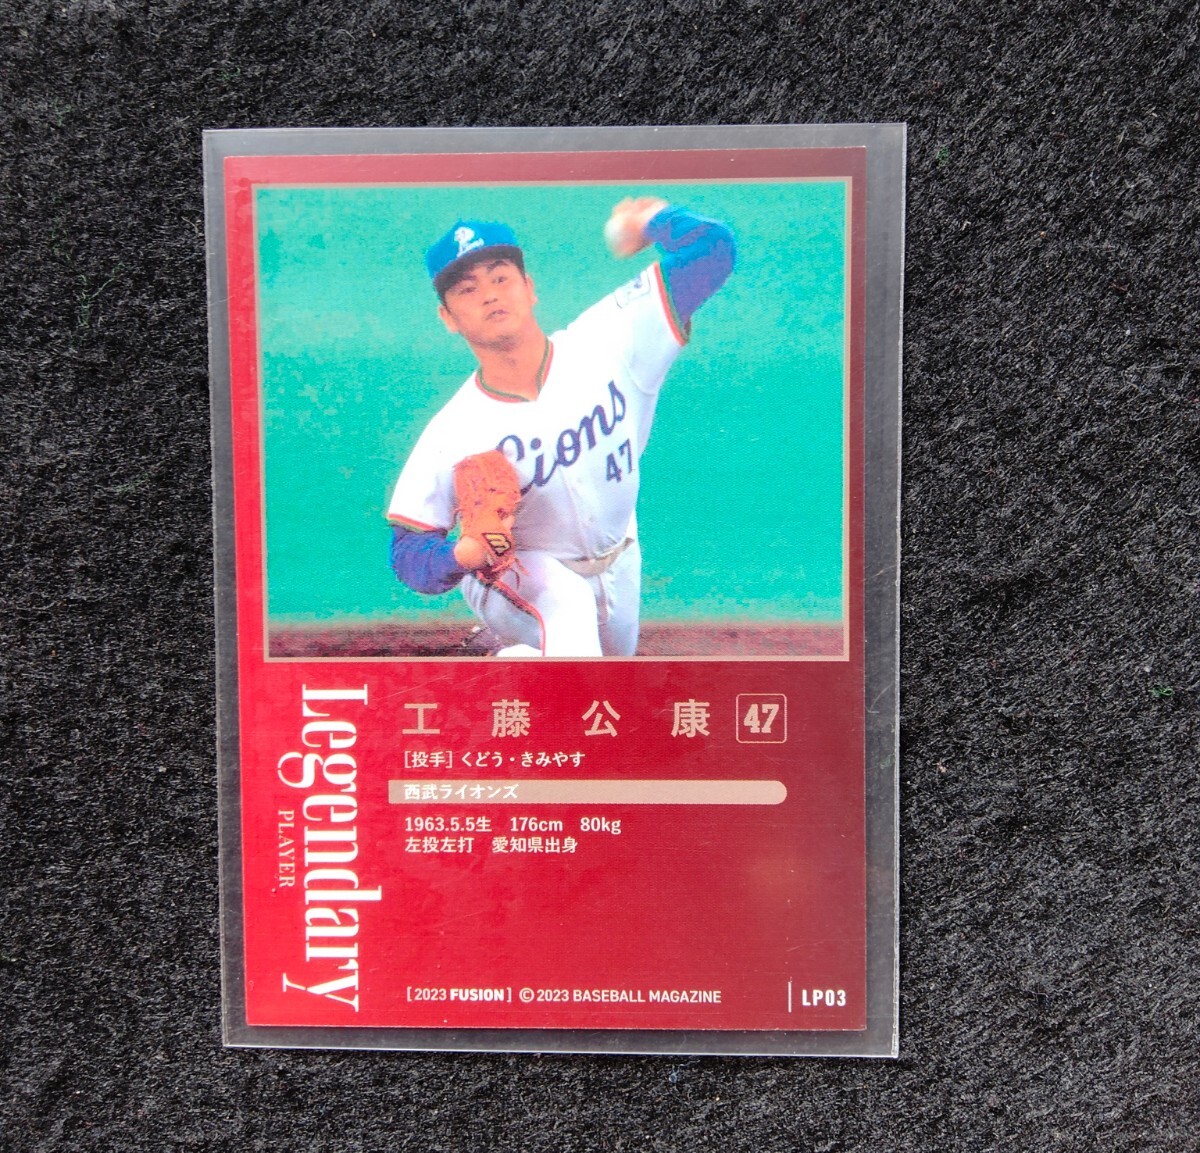 Lions
47
工藤公康 47
[投手] くどう・きみやす
西武ライオンズ
1963.5.5生 176cm 80kg
左投左打 愛知県出身
Legendary
PLAYER
[2023 FUSION] © 2023 BASEBALL MAGAZINE
LP03